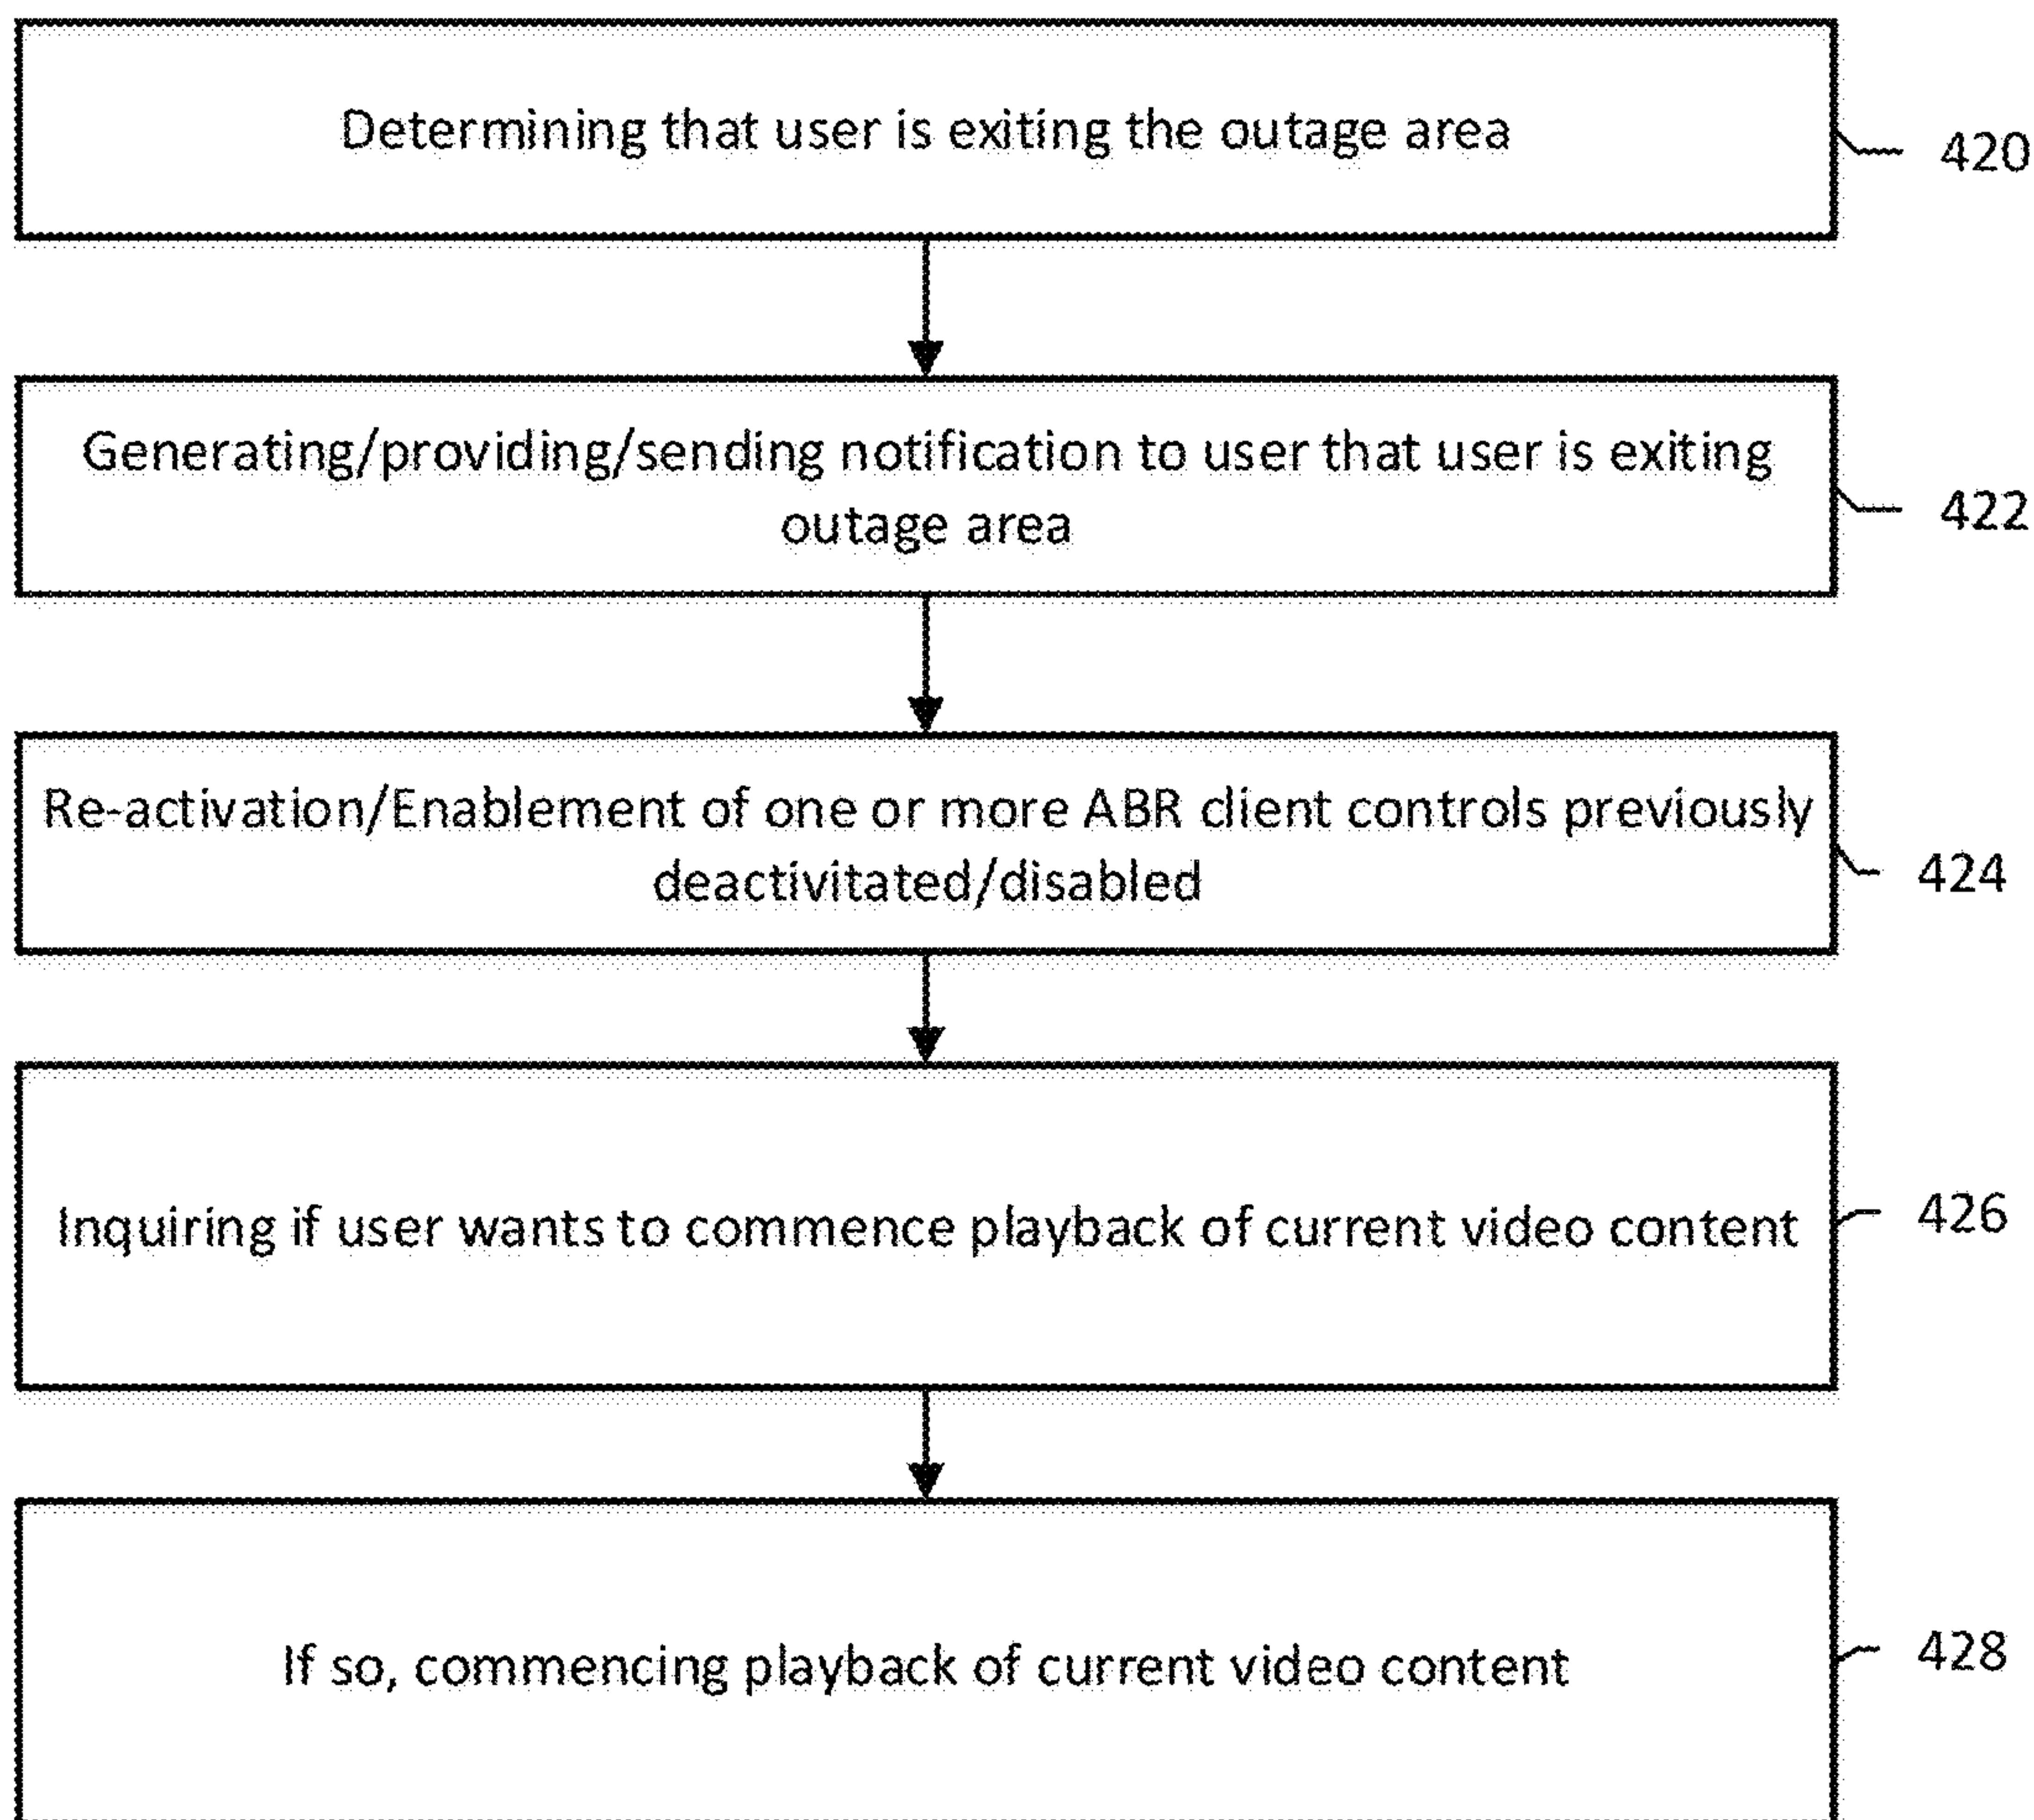 Determining that user is exiting the outage area
420
Generating/providing/sending notification to user that user is exiting
outage area
422
Re-activation/Enablement of one or more ABR client controls previously
deactivitated/disabled
424
Inquiring if user wants to commence playback of current video content
426
If so, commencing playback of current video content
428